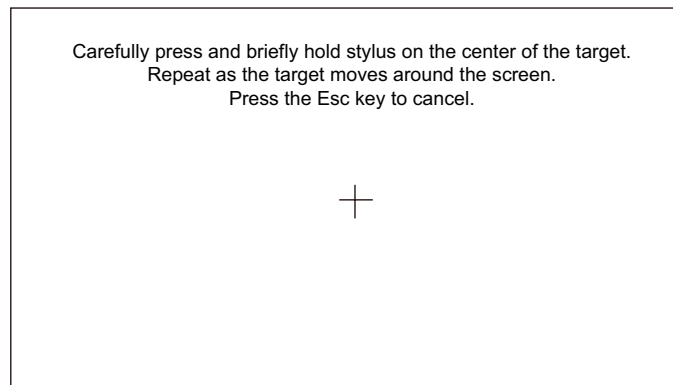 Carefully press and briefly hold stylus on the center of the target.
Repeat as the target moves around the screen.
Press the Esc key to cancel.